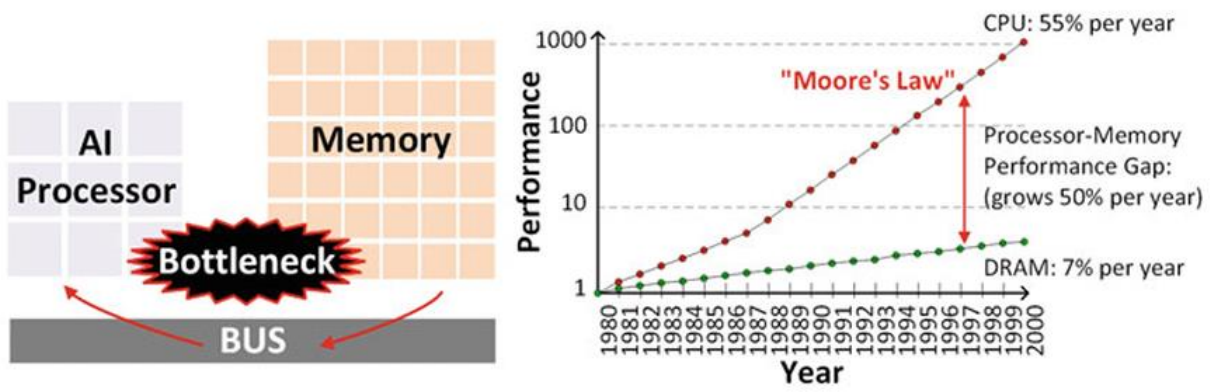 AI
Processor
Memory
Bottleneck
BUS
Performance
1000
100
10
1
"Moore's Law"
CPU: 55% per year
Processor-Memory
Performance Gap:
(grows 50% per year)
DRAM: 7% per year
1980
1981
1982
1983
1984
1985
1986
1987
1988
1989
1990
1991
1992
1993
1994
1995
1996
1997
1998
1999
2000
Year